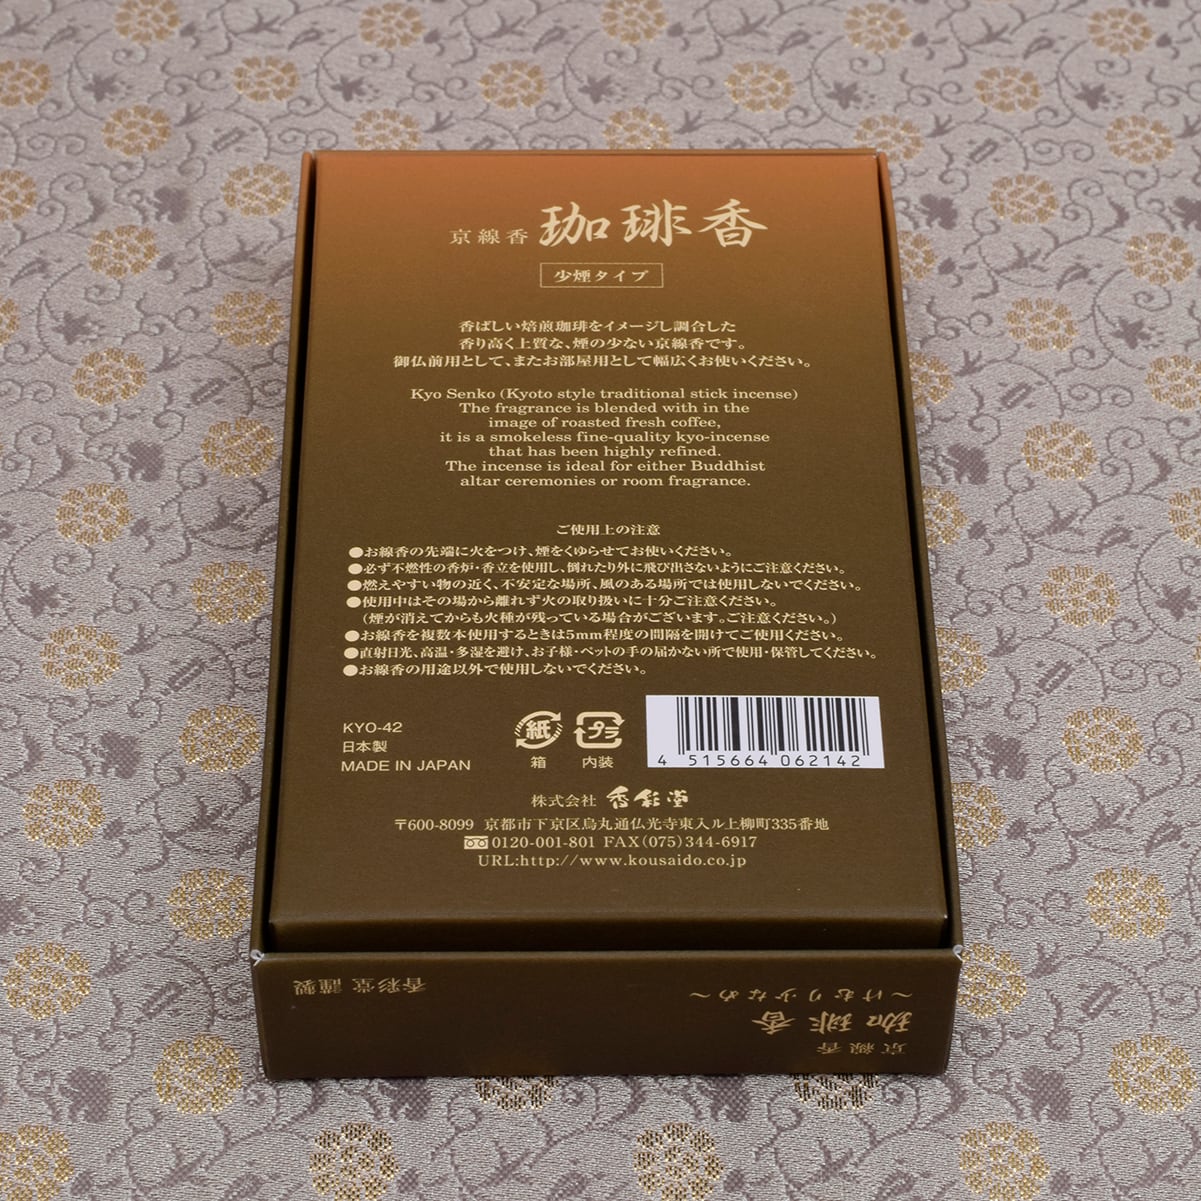 京線香 珈琲香
少煙タイプ
香ばしい焙煎珈琲をイメージし調合した
香り高く上質な、煙の少ない京線香です。
御仏前用として、またお部屋用として幅広くお使いください。
Kyo Senko (Kyoto style traditional stick incense)
The fragrance is blended with in the
image of roasted fresh coffee,
it is a smokeless fine-quality kyo-incense
that has been highly refined.
The incense is ideal for either Buddhist
altar ceremonies or room fragrance.
ご使用上の注意
●お線香の先端に火をつけ、煙をくゆらせてお使いください。
●必ず不燃性の香炉・香立を使用し、倒れたり外に飛び出さないようにご注意ください。
●燃えやすい物の近く、不安定な場所、風のある場所では使用しないでください。
●使用中はその場から離れず火の取り扱いに十分ご注意ください。
(煙が消えてからも火種が残っている場合がございます。ご注意ください。)
●お線香を複数本使用するときは5mm程度の間隔を開けてご使用ください。
●直射日光、高温・多湿を避け、お子様・ペットの手の届かない所で使用・保管してください。
●お線香の用途以外で使用しないでください。
KYO-42
日本製
MADE IN JAPAN
紙
箱
プラ
内装
4 515664 062142
株式会社 香彩堂
〒600-8099 京都市下京区烏丸通仏光寺東入ル上柳町335番地
0120-001-801 FAX(075)344-6917
URL:http://www.kousaido.co.jp
京線香
珈琲香
～けむり少なめ～
香彩堂 謹製